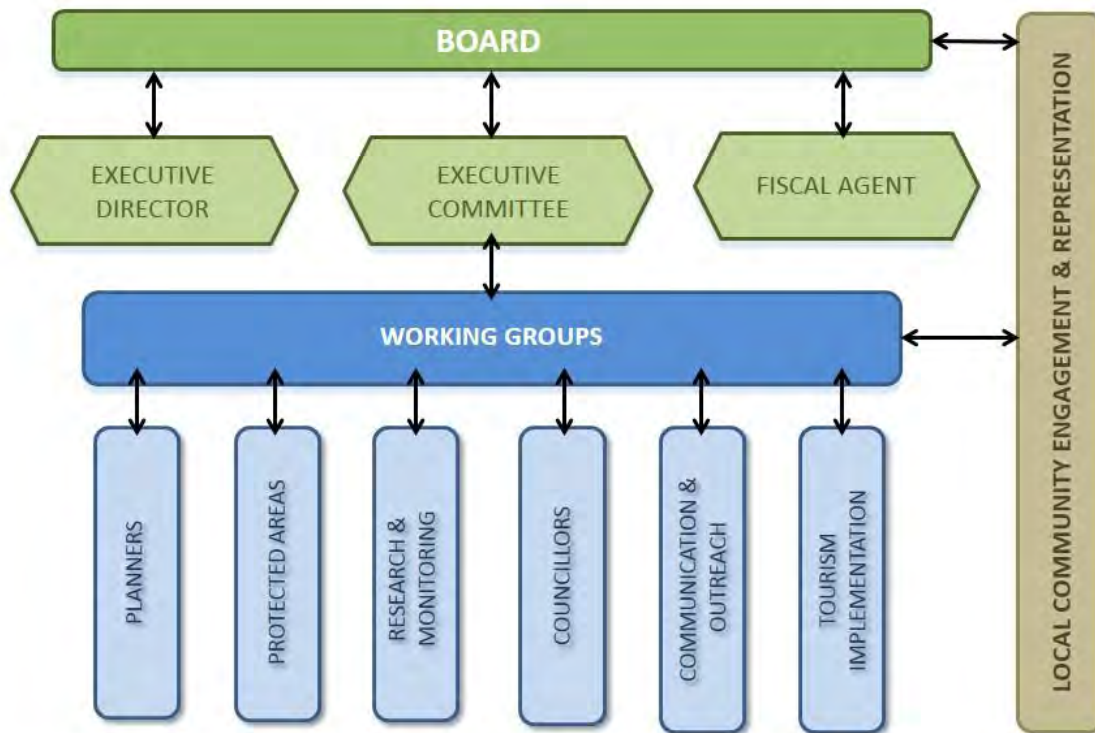 BOARD
EXECUTIVE
DIRECTOR
EXECUTIVE
COMMITTEE
FISCAL AGENT
WORKING GROUPS
PLANNERS
PROTECTED AREAS
RESEARCH &
MONITORING
COUNCILLORS
COMMUNICATION &
OUTREACH
TOURISM
IMPLEMENTATION
LOCAL COMMUNITY ENGAGEMENT & REPRESENTATION